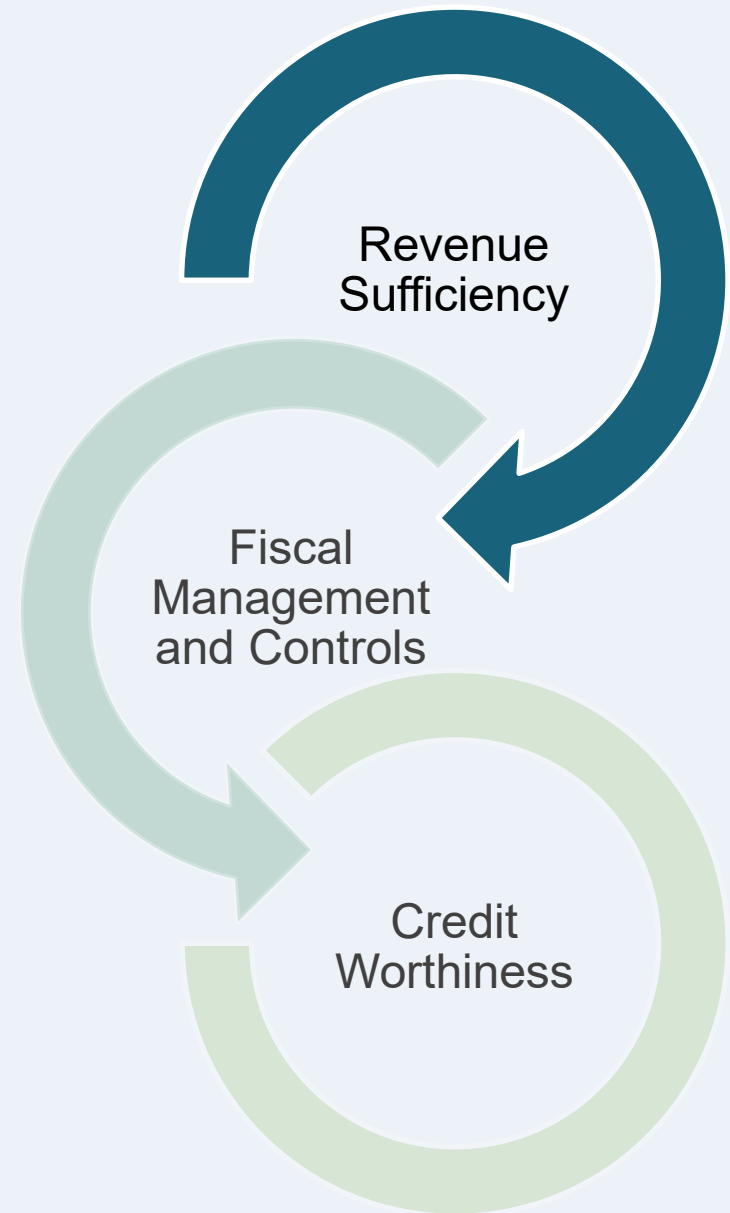 Revenue
Sufficiency
Fiscal
Management
and Controls
Credit
Worthiness